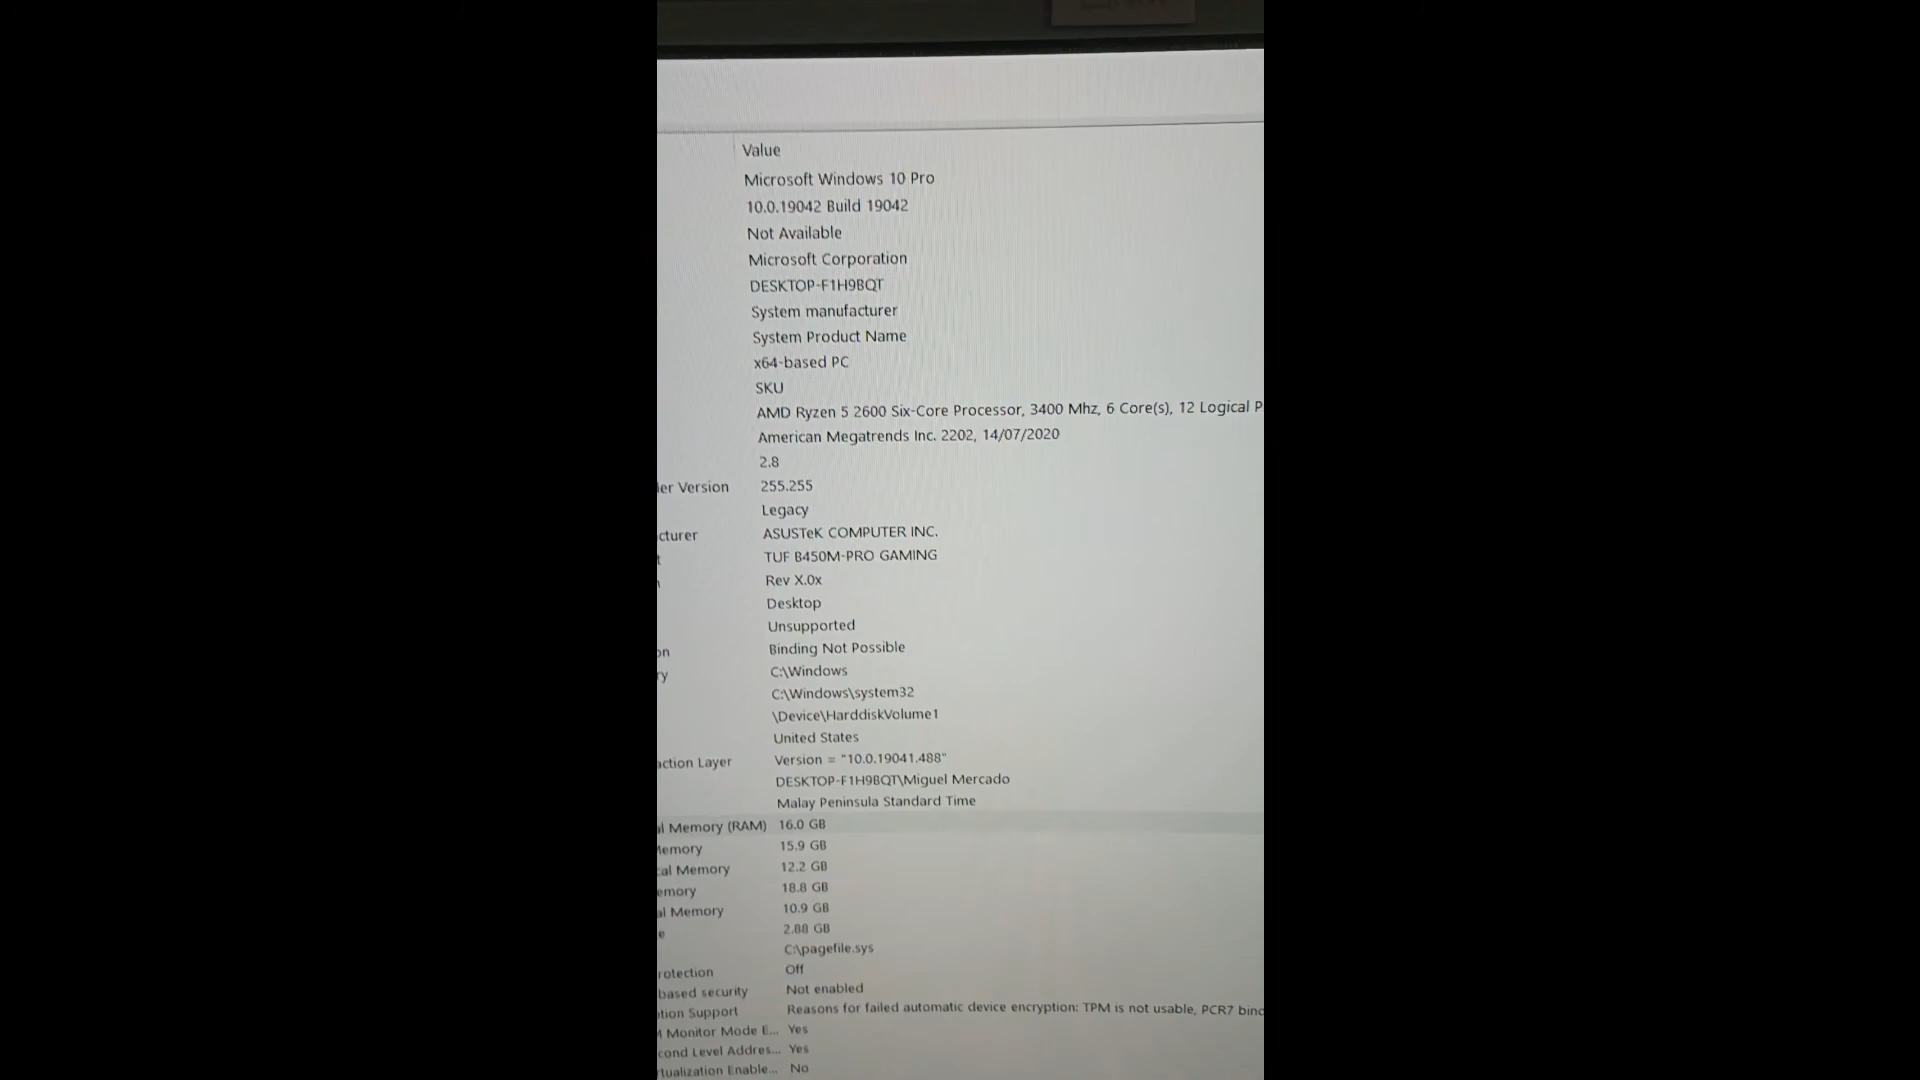 Value
Microsoft Windows 10 Pro
10.0.19042 Build 19042
Not Available
Microsoft Corporation
DESKTOP-F1H9BQT
System manufacturer
System Product Name
x64-based PC
SKU
AMD Ryzen 5 2600 Six-Core Processor, 3400 Mhz, 6 Core(s), 12 Logical P
American Megatrends Inc. 2202, 14/07/2020
2.8
ler Version 255.255
Legacy
cturer ASUSTeK COMPUTER INC.
t TUF B450M-PRO GAMING
Rev X.0x
Desktop
Unsupported
on Binding Not Possible
ry C:\Windows
C:\Windows\system32
\Device\HarddiskVolume1
United States
action Layer Version = "10.0.19041.488"
DESKTOP-F1H9BQT\Miguel Mercado
Malay Peninsula Standard Time
al Memory (RAM) 16.0 GB
Memory 15.9 GB
cal Memory 12.2 GB
emory 18.8 GB
al Memory 10.9 GB
e 2.88 GB
C:\pagefile.sys
rotection Off
based security Not enabled
tion Support Reasons for failed automatic device encryption: TPM is not usable, PCR7 bind
M Monitor Mode E... Yes
cond Level Addres... Yes
rtualization Enable... No